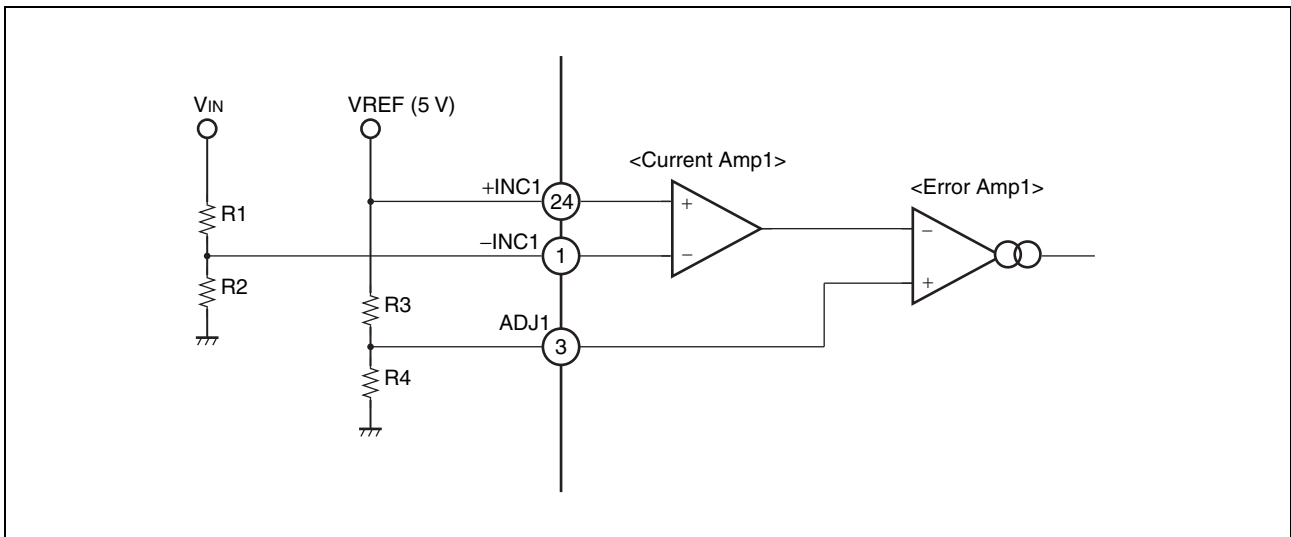 VIN
VREF (5 V)
<Current Amp1>
<Error Amp1>
+INC1
24
+
−
R1
−INC1
1
−
+
R2
R3
ADJ1
3
R4